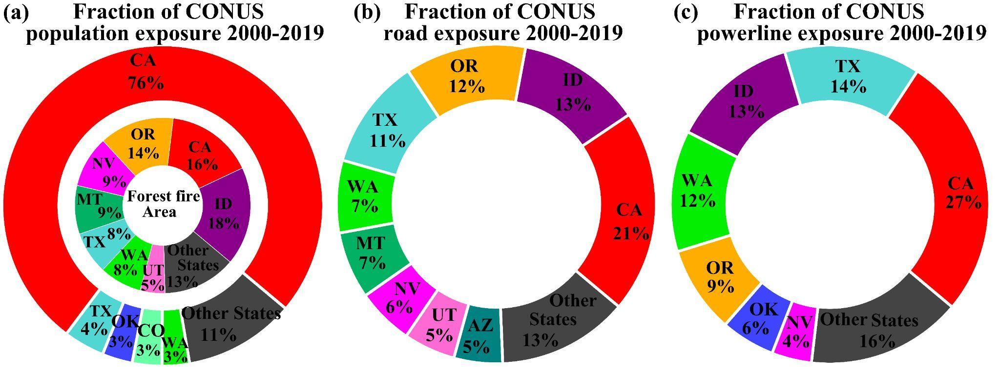 (a) Fraction of CONUS
population exposure 2000-2019
CA
76%
OR
14%
CA
16%
NV
9%
ID
18%
MT
9%
TX 8%
WA
8%
UT
5%
Other
States
13%
Forest fire
Area
TX
4%
OK
3%
CO
3%
WA
3%
Other States
11%
(b) Fraction of CONUS
road exposure 2000-2019
OR
12%
ID
13%
TX
11%
WA
7%
CA
21%
MT
7%
NV
6%
UT
5%
AZ
5%
Other
States
13%
(c) Fraction of CONUS
powerline exposure 2000-2019
TX
14%
ID
13%
WA
12%
CA
27%
OR
9%
OK
6%
NV
4%
Other States
16%